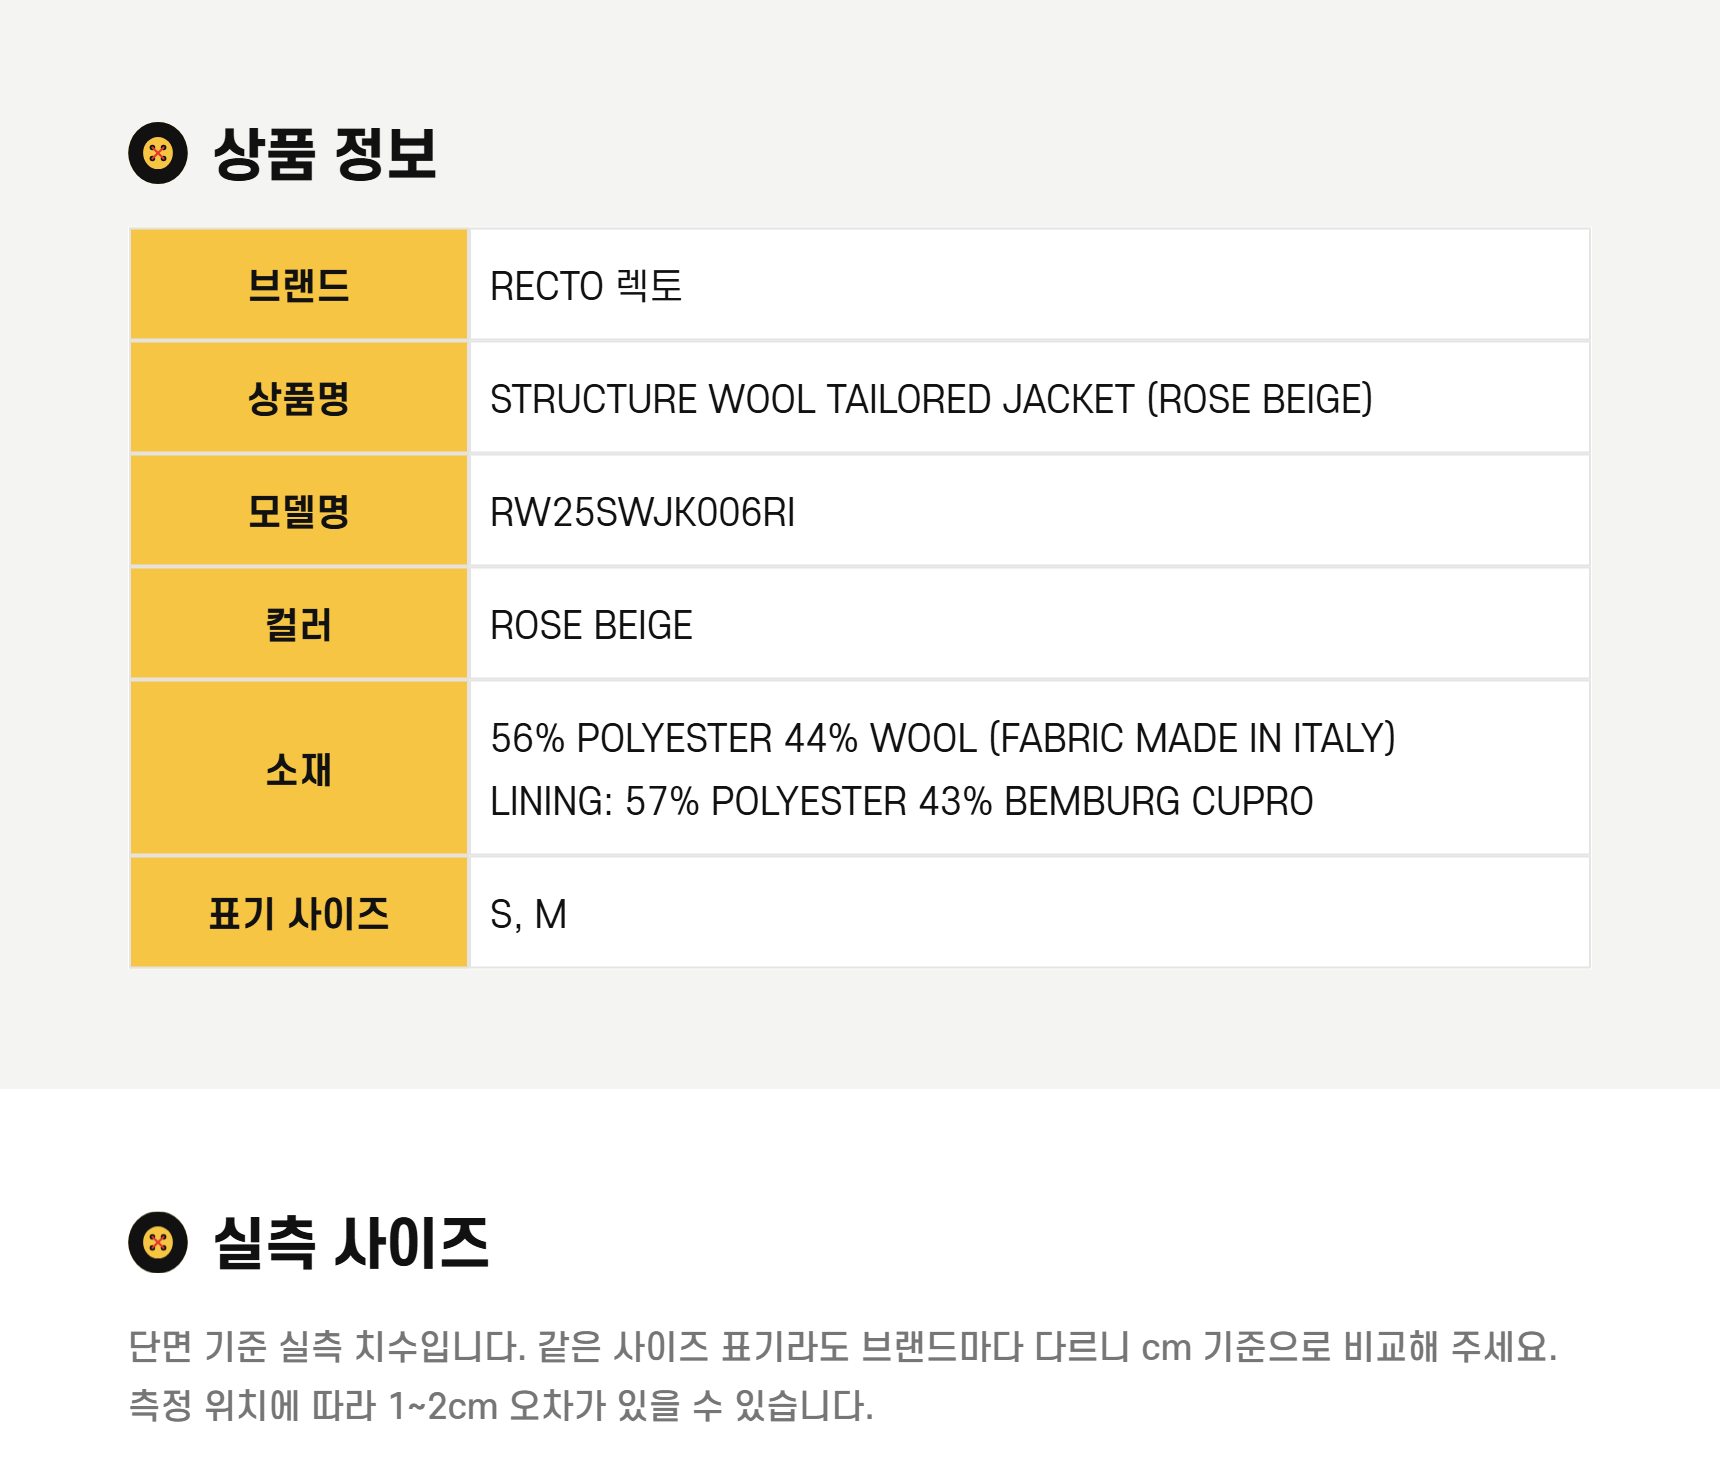 상품 정보
브랜드
RECTO 렉토
상품명
STRUCTURE WOOL TAILORED JACKET (ROSE BEIGE)
모델명
RW25SWJK006RI
컬러
ROSE BEIGE
소재
56% POLYESTER 44% WOOL (FABRIC MADE IN ITALY)
LINING: 57% POLYESTER 43% BEMBURG CUPRO
표기 사이즈
S, M
실측 사이즈
단면 기준 실측 치수입니다. 같은 사이즈 표기라도 브랜드마다 다르니 cm 기준으로 비교해 주세요.
측정 위치에 따라 1~2cm 오차가 있을 수 있습니다.